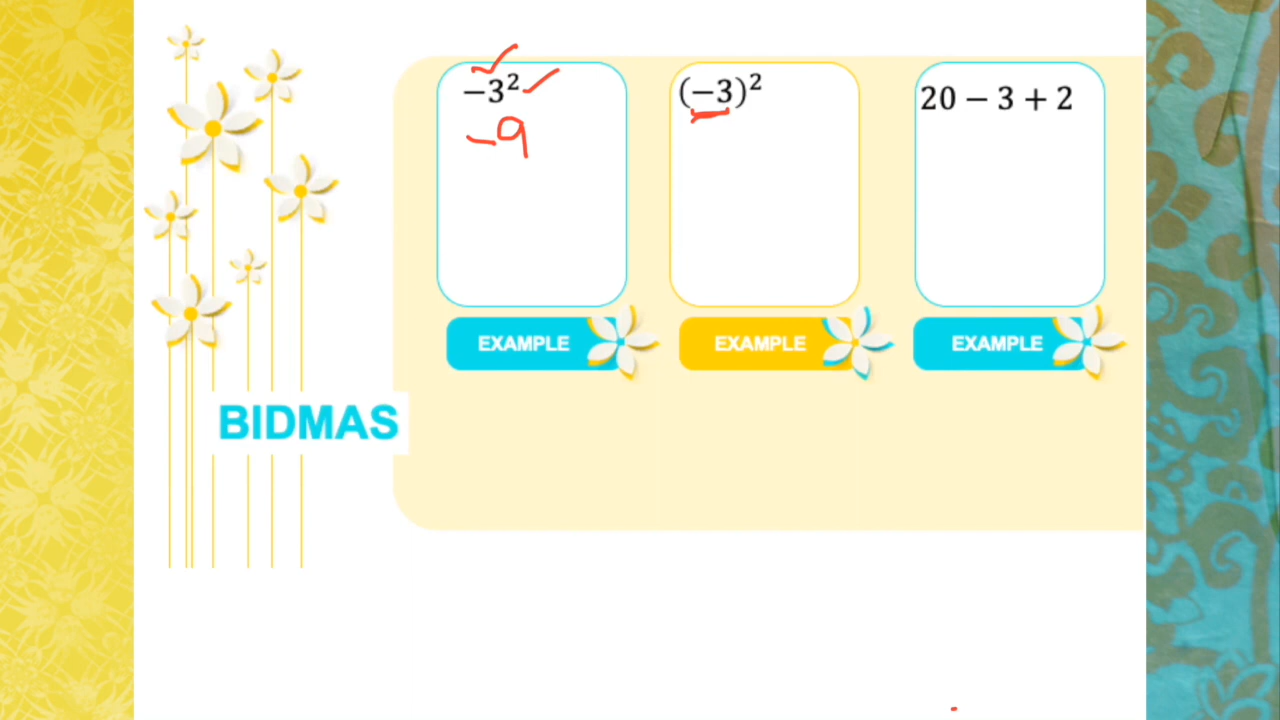 −3²
−9
EXAMPLE
(−3)²
EXAMPLE
20 − 3 + 2
EXAMPLE
BIDMAS